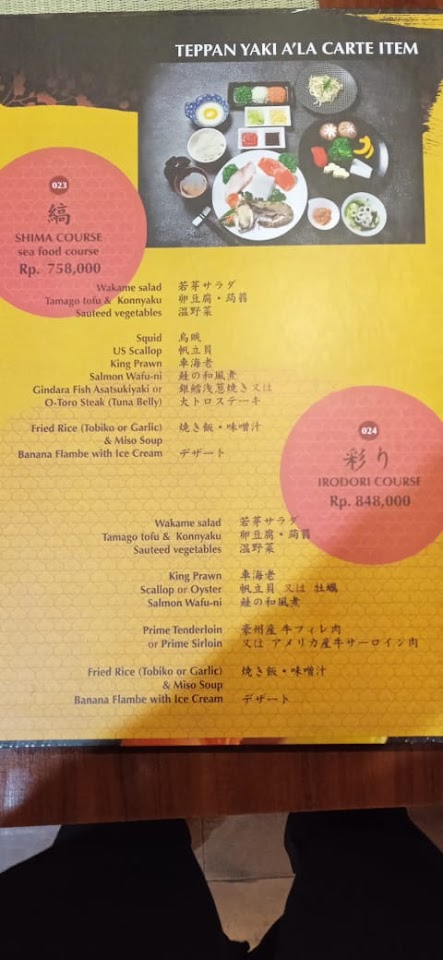 TEPPAN YAKI A'LA CARTE ITEM
023
縞
SHIMA COURSE
sea food course
Rp. 758,000
Wakame salad 若芽サラダ
Tamago tofu & Konnyaku 卵豆腐・蒟蒻
Sauteed vegetables 温野菜
Squid 烏賊
US Scallop 帆立貝
King Prawn 車海老
Salmon Wafu-ni 鮭の和風煮
Gindara Fish Asatsukiyaki or 銀鱈浅葱焼き又は
O-Toro Steak (Tuna Belly) 大トロステーキ
Fried Rice (Tobiko or Garlic) 焼き飯・味噌汁
& Miso Soup
Banana Flambe with Ice Cream デザート
024
彩り
IRODORI COURSE
Rp. 848,000
Wakame salad 若芽サラダ
Tamago tofu & Konnyaku 卵豆腐・蒟蒻
Sauteed vegetables 温野菜
King Prawn 車海老
Scallop or Oyster 帆立貝 又は 牡蠣
Salmon Wafu-ni 鮭の和風煮
Prime Tenderloin 豪州産 牛フィレ肉
or Prime Sirloin 又は アメリカ産牛サーロイン肉
Fried Rice (Tobiko or Garlic) 焼き飯・味噌汁
& Miso Soup
Banana Flambe with Ice Cream デザート